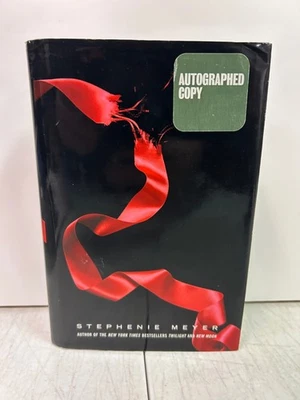 AUTOGRAPHED
COPY
STEPHENIE MEYER
AUTHOR OF THE NEW YORK TIMES BESTSELLERS TWILIGHT AND NEW MOON